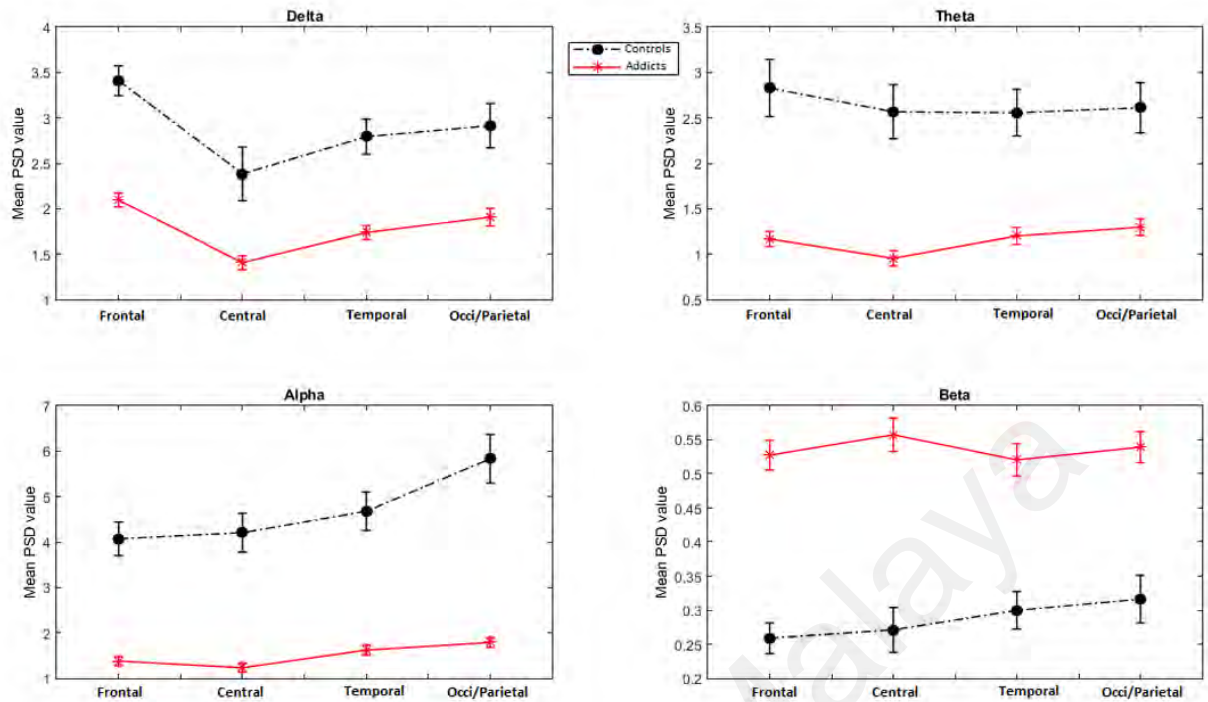 Delta
Mean PSD value
4
3.5
3
2.5
2
1.5
1
Frontal Central Temporal Occi/Parietal
Controls
Addicts
Theta
Mean PSD value
3.5
3
2.5
2
1.5
1
0.5
Frontal Central Temporal Occi/Parietal
Alpha
Mean PSD value
7
6
5
4
3
2
1
Frontal Central Temporal Occi/Parietal
Beta
Mean PSD value
0.6
0.55
0.5
0.45
0.4
0.35
0.3
0.25
0.2
Frontal Central Temporal Occi/Parietal
Malaya